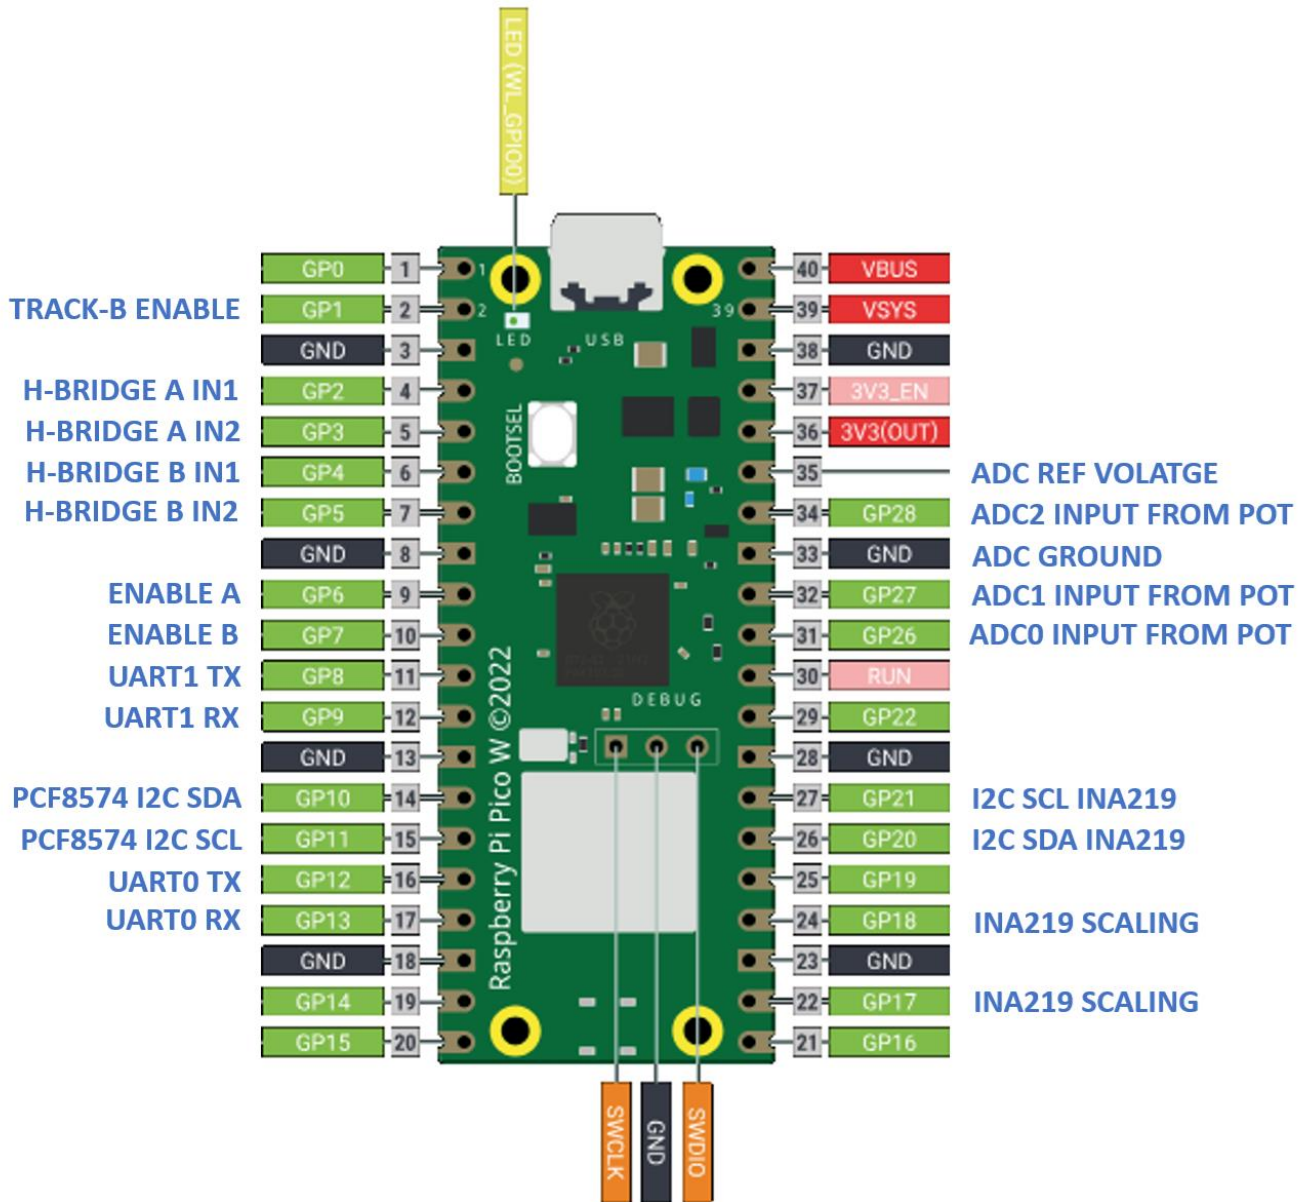 LED (WL_GPIO0)
GP0 1 1 40 VBUS
TRACK-B ENABLE GP1 2 2 39 39 VSYS
LED USB
GND 3 38 GND
H-BRIDGE A IN1 GP2 4 37 3V3_EN
H-BRIDGE A IN2 GP3 5 36 3V3(OUT)
BOOTSEL
H-BRIDGE B IN1 GP4 6 35 ADC REF VOLATGE
H-BRIDGE B IN2 GP5 7 34 GP28 ADC2 INPUT FROM POT
GND 8 33 GND ADC GROUND
ENABLE A GP6 9 32 GP27 ADC1 INPUT FROM POT
ENABLE B GP7 10 31 GP26 ADC0 INPUT FROM POT
UART1 TX GP8 11 30 RUN
DEBUG
UART1 RX GP9 12 29 GP22
GND 13 28 GND
PCF8574 I2C SDA GP10 14 27 GP21 I2C SCL INA219
PCF8574 I2C SCL GP11 15 26 GP20 I2C SDA INA219
Raspberry Pi Pico W ©2022
UART0 TX GP12 16 25 GP19
UART0 RX GP13 17 24 GP18 INA219 SCALING
GND 18 23 GND
GP14 19 22 GP17 INA219 SCALING
GP15 20 21 GP16
SWCLK
GND
SWDIO